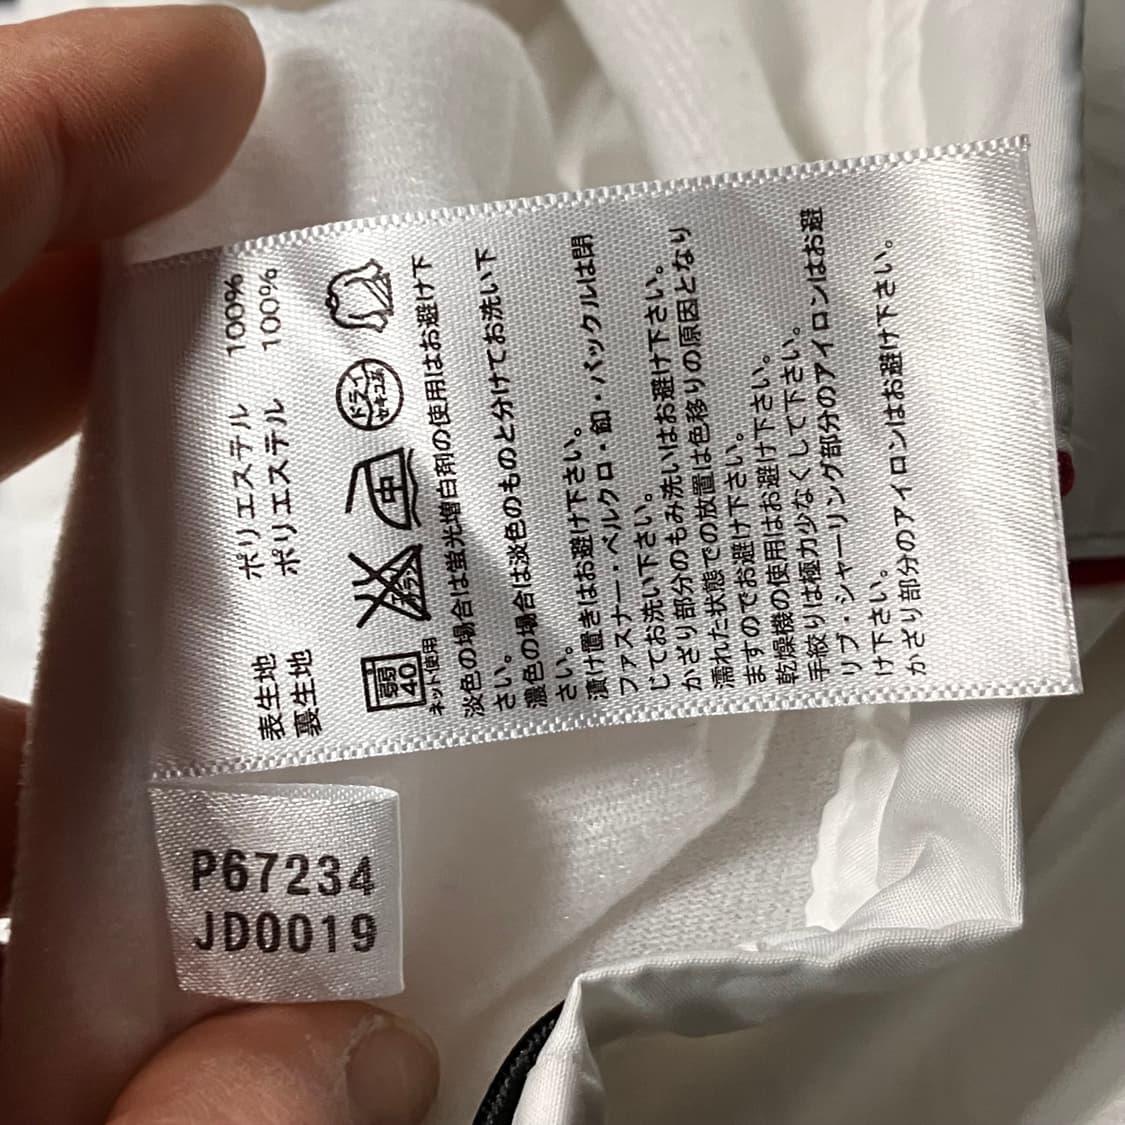 表生地 ポリエステル 100%
裏生地 ポリエステル 100%
弱 40 エンソサラシ 中 ドライ セキユ系
ネット使用
淡色の場合は蛍光増白剤の使用はお避け下
さい。
濃色の場合は淡色のものと分けてお洗い下
さい。
漬け置きはお避け下さい。
ファスナー・ベルクロ・釦・バックルは閉
じてお洗い下さい。
かざり部分のもみ洗いはお避け下さい。
濡れた状態での放置は色移りの原因となり
ますのでお避け下さい。
乾燥機の使用はお避け下さい。
手絞りは極力少なくして下さい。
リブ・シャーリング部分のアイロンはお避
け下さい。
かざり部分のアイロンはお避け下さい。
P67234
JD0019